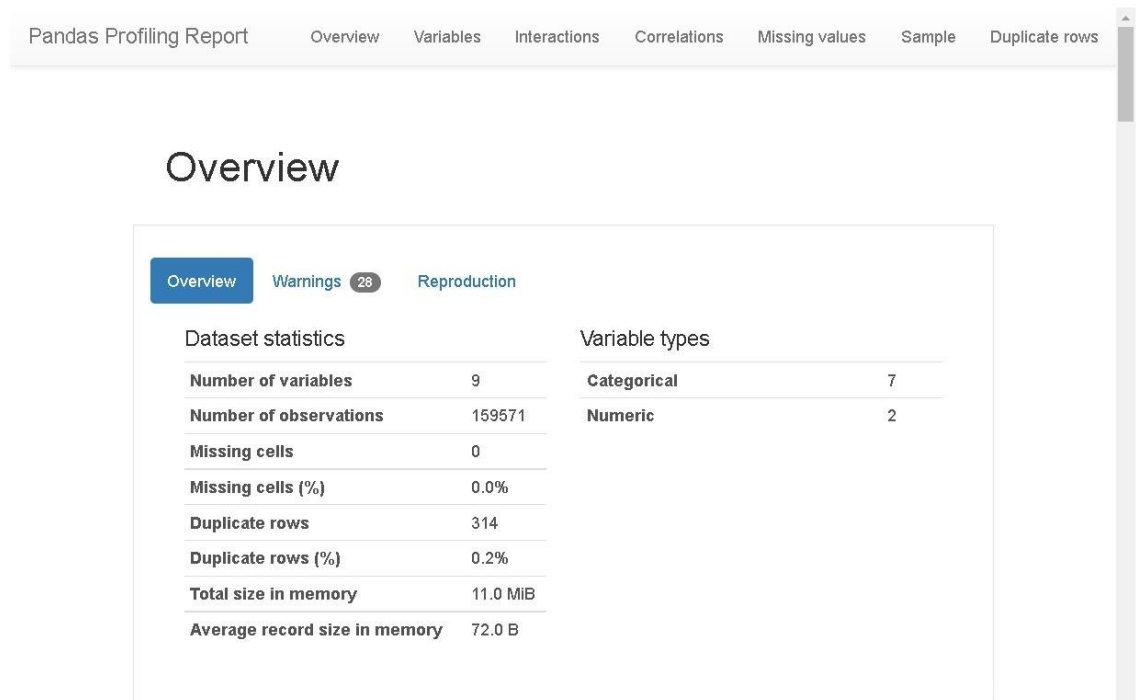 Pandas Profiling Report Overview Variables Interactions Correlations Missing values Sample Duplicate rows
Overview
Overview Warnings 28 Reproduction
Dataset statistics
Number of variables 9
Number of observations 159571
Missing cells 0
Missing cells (%) 0.0%
Duplicate rows 314
Duplicate rows (%) 0.2%
Total size in memory 11.0 MiB
Average record size in memory 72.0 B
Variable types
Categorical 7
Numeric 2